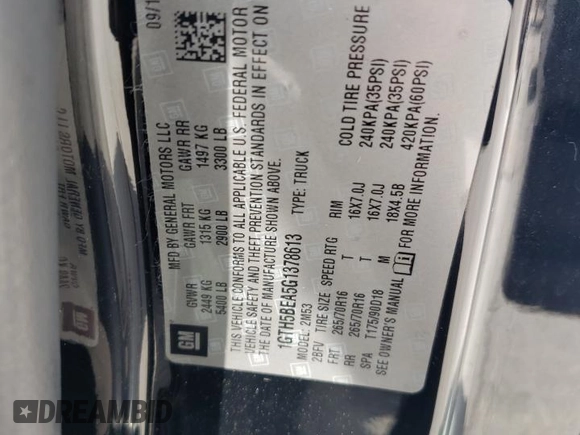 09/1
GM
MFD BY GENERAL MOTORS LLC
GVWR GAWR FRT GAWR RR
2449 KG 1315 KG 1497 KG
5400 LB 2900 LB 3300 LB
THIS VEHICLE CONFORMS TO ALL APPLICABLE U.S. FEDERAL MOTOR
VEHICLE SAFETY AND THEFT PREVENTION STANDARDS IN EFFECT ON
THE DATE OF MANUFACTURE SHOWN ABOVE.
1GTH5BEA5G1378613 TYPE: TRUCK
MODEL: 2M53
2BFV TIRE SIZE SPEED RTG RIM COLD TIRE PRESSURE
FRT 265/70R16 T 16X7.0J 240KPA(35PSI)
RR 265/70R16 T 16X7.0J 240KPA(35PSI)
SPA T175/90D18 M 18X4.5B 420KPA(60PSI)
SEE OWNER'S MANUAL FOR MORE INFORMATION.
DREAMBID